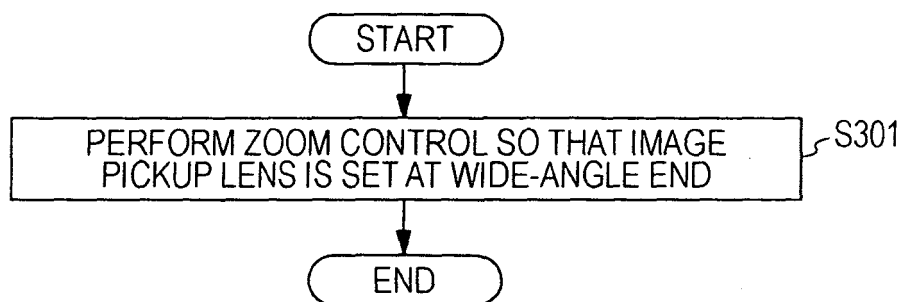 START
PERFORM ZOOM CONTROL SO THAT IMAGE
PICKUP LENS IS SET AT WIDE-ANGLE END
S301
END